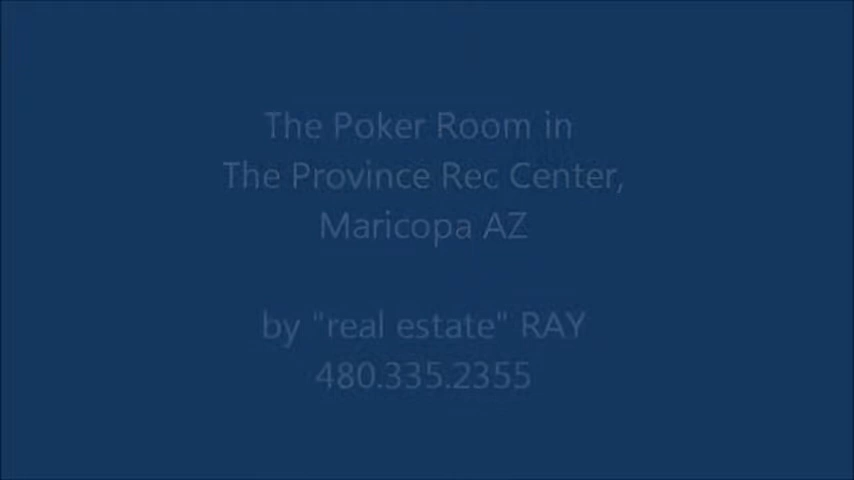 The Poker Room in
The Province Rec Center,
Maricopa AZ
by "real estate" RAY
480.335.2355